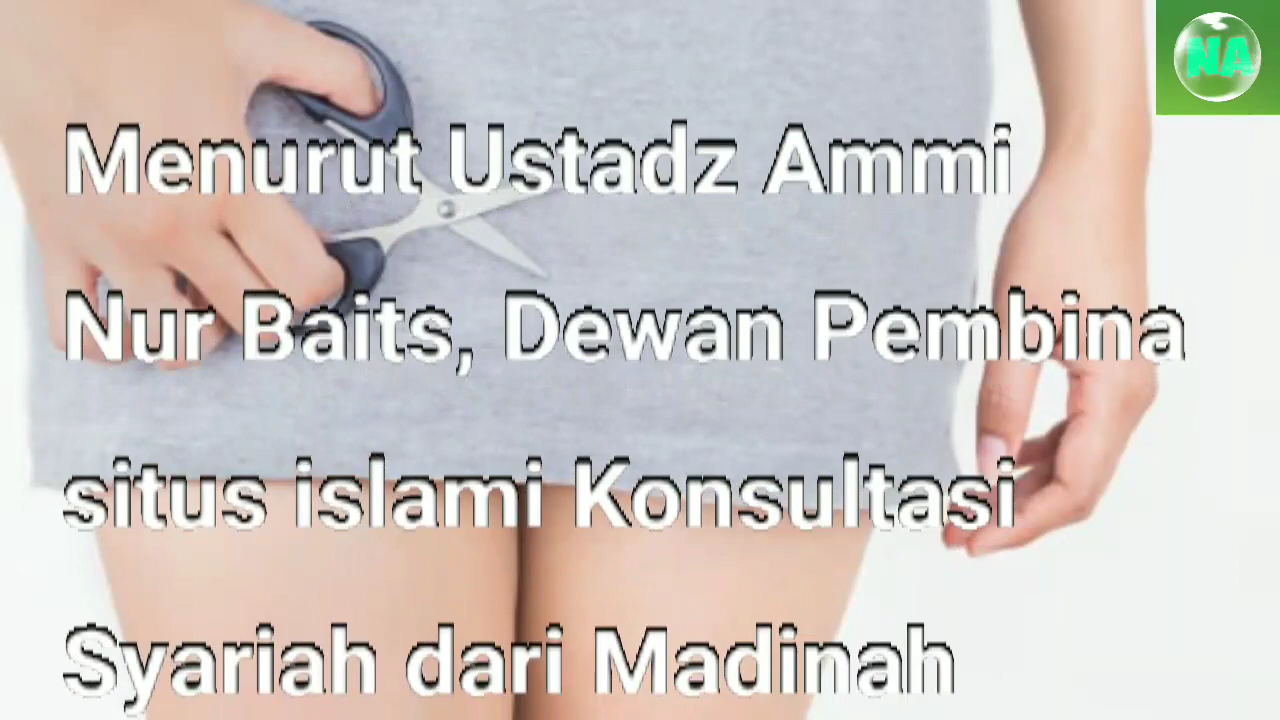 NA
Menurut Ustadz Ammi
Nur Baits, Dewan Pembina
situs islami Konsultasi
Syariah dari Madinah